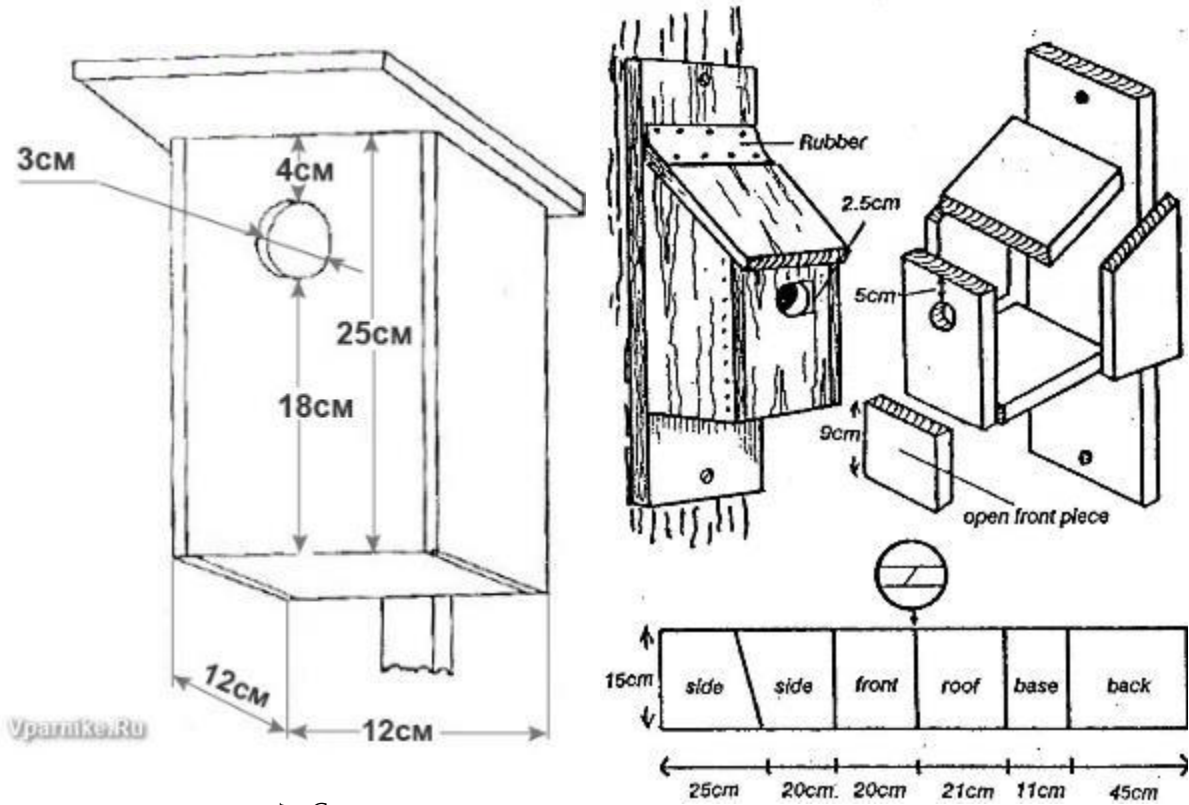 3см
4см
25см
18см
12см
12см
Vparnike.Ru
Rubber
2.5cm
5cm
9cm
open front piece
15cm
side
side
front
roof
base
back
25cm
20cm.
20cm
21cm
11cm
45cm